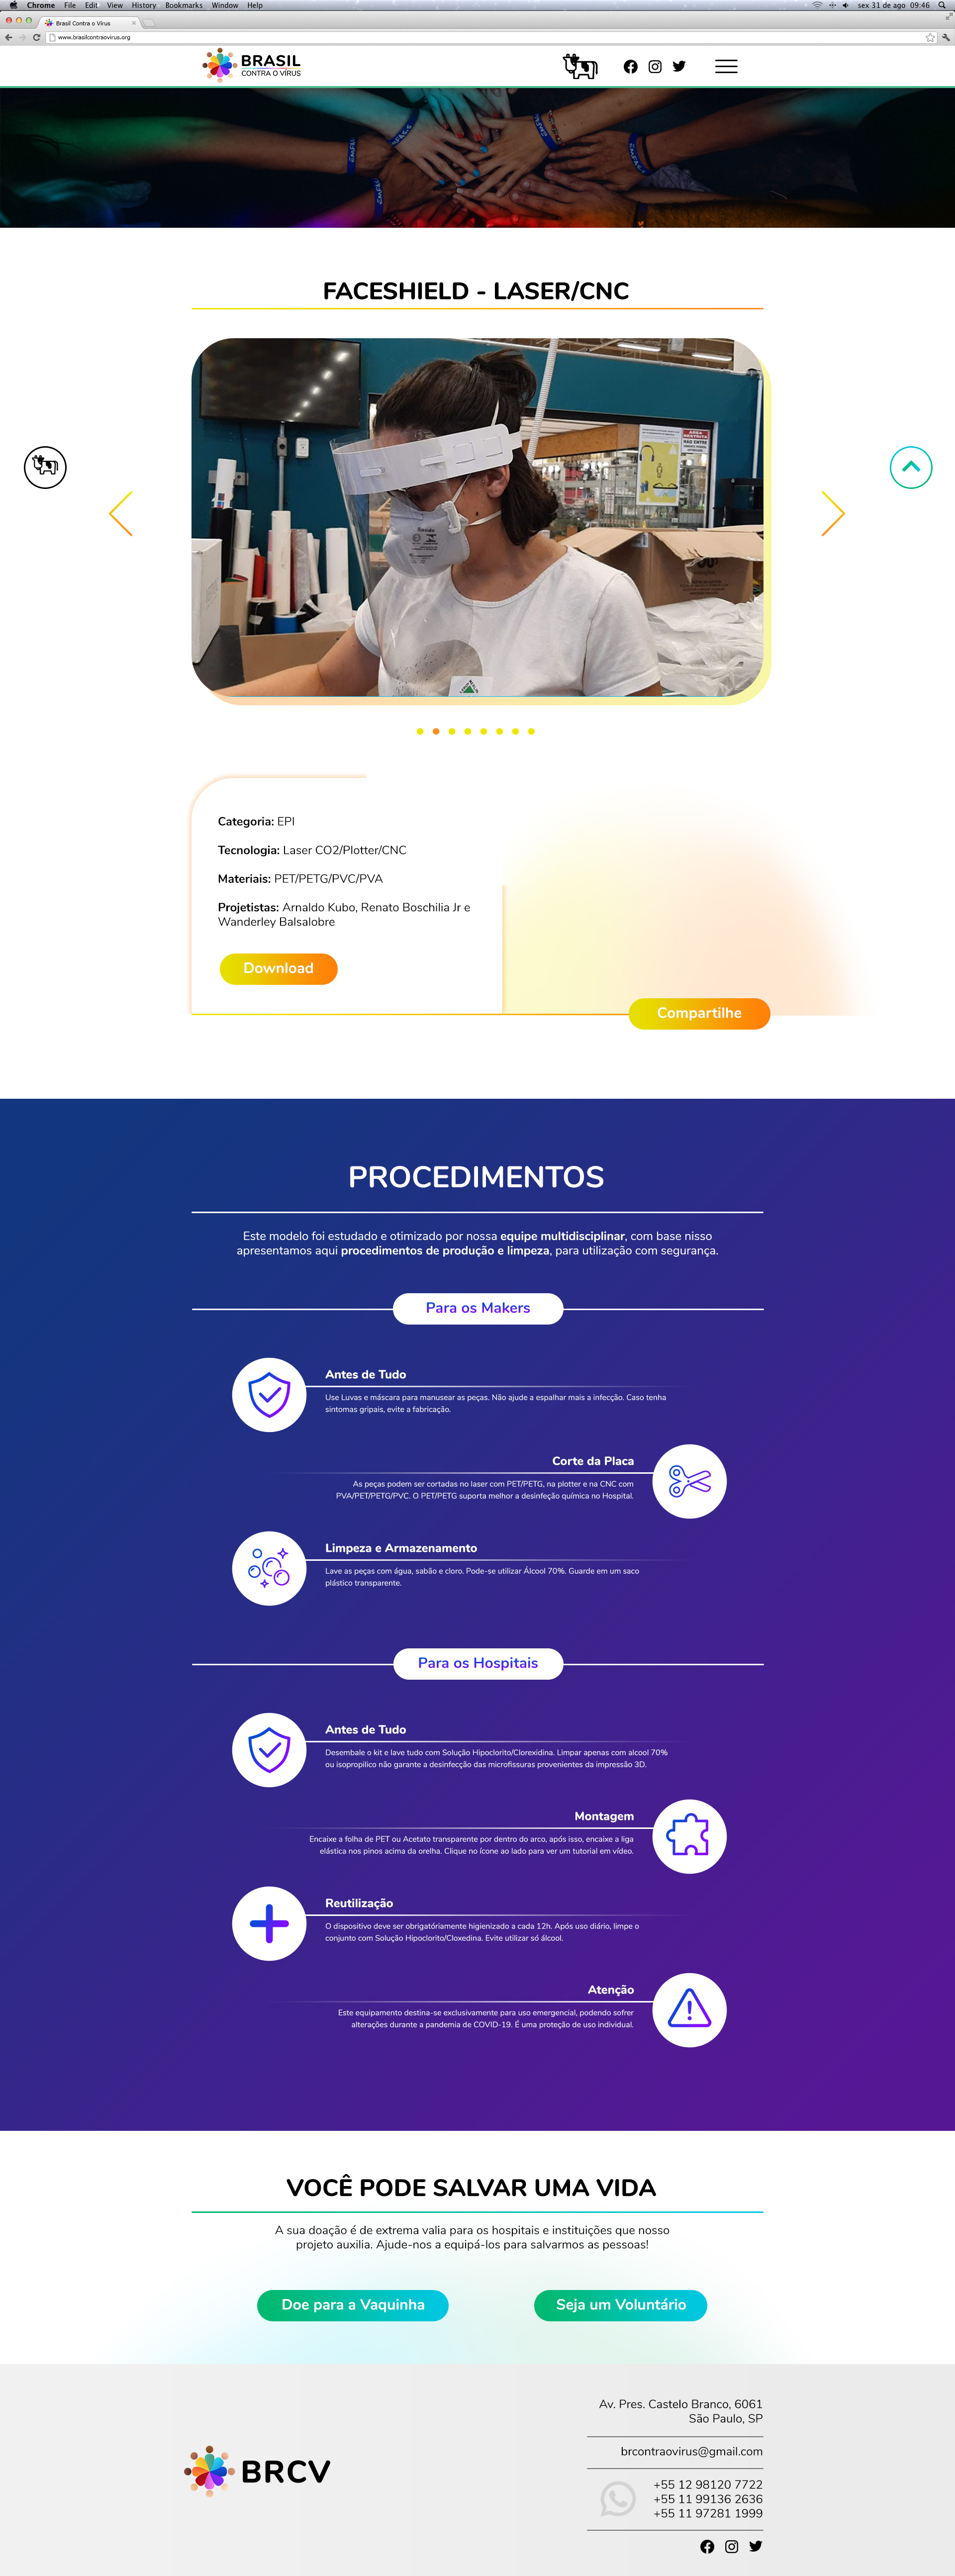 Chrome File Edit View History Bookmarks Window Help
sex 31 de ago 09:46
Brasil Contra o Vírus
www.brasilcontraovirus.org
BRASIL
CONTRA O VÍRUS
FACESHIELD - LASER/CNC
Categoria: EPI
Tecnologia: Laser CO2/Plotter/CNC
Materiais: PET/PETG/PVC/PVA
Projetistas: Arnaldo Kubo, Renato Boschilia Jr e
Wanderley Balsalobre
Download
Compartilhe
PROCEDIMENTOS
Este modelo foi estudado e otimizado por nossa equipe multidisciplinar, com base nisso
apresentamos aqui procedimentos de produção e limpeza, para utilização com segurança.
Para os Makers
Antes de Tudo
Use Luvas e máscara para manusear as peças. Não ajude a espalhar mais a infecção. Caso tenha
sintomas gripais, evite a fabricação.
Corte da Placa
As peças podem ser cortadas no laser com PET/PETG, na plotter e na CNC com
PVA/PET/PETG/PVC. O PET/PETG suporta melhor a desinfeção química no Hospital.
Limpeza e Armazenamento
Lave as peças com água, sabão e cloro. Pode-se utilizar Álcool 70%. Guarde em um saco
plástico transparente.
Para os Hospitais
Antes de Tudo
Desembale o kit e lave tudo com Solução Hipoclorito/Clorexidina. Limpar apenas com alcool 70%
ou isopropilico não garante a desinfecção das microfissuras provenientes da impressão 3D.
Montagem
Encaixe a folha de PET ou Acetato transparente por dentro do arco, após isso, encaixe a liga
elástica nos pinos acima da orelha. Clique no ícone ao lado para ver um tutorial em vídeo.
Reutilização
O dispositivo deve ser obrigatóriamente higienizado a cada 12h. Após uso diário, limpe o
conjunto com Solução Hipoclorito/Cloxedina. Evite utilizar só álcool.
Atenção
Este equipamento destina-se exclusivamente para uso emergencial, podendo sofrer
alterações durante a pandemia de COVID-19. É uma proteção de uso individual.
VOCÊ PODE SALVAR UMA VIDA
A sua doação é de extrema valia para os hospitais e instituições que nosso
projeto auxilia. Ajude-nos a equipá-los para salvarmos as pessoas!
Doe para a Vaquinha
Seja um Voluntário
Av. Pres. Castelo Branco, 6061
São Paulo, SP
brcontraovirus@gmail.com
BRCV
+55 12 98120 7722
+55 11 99136 2636
+55 11 97281 1999